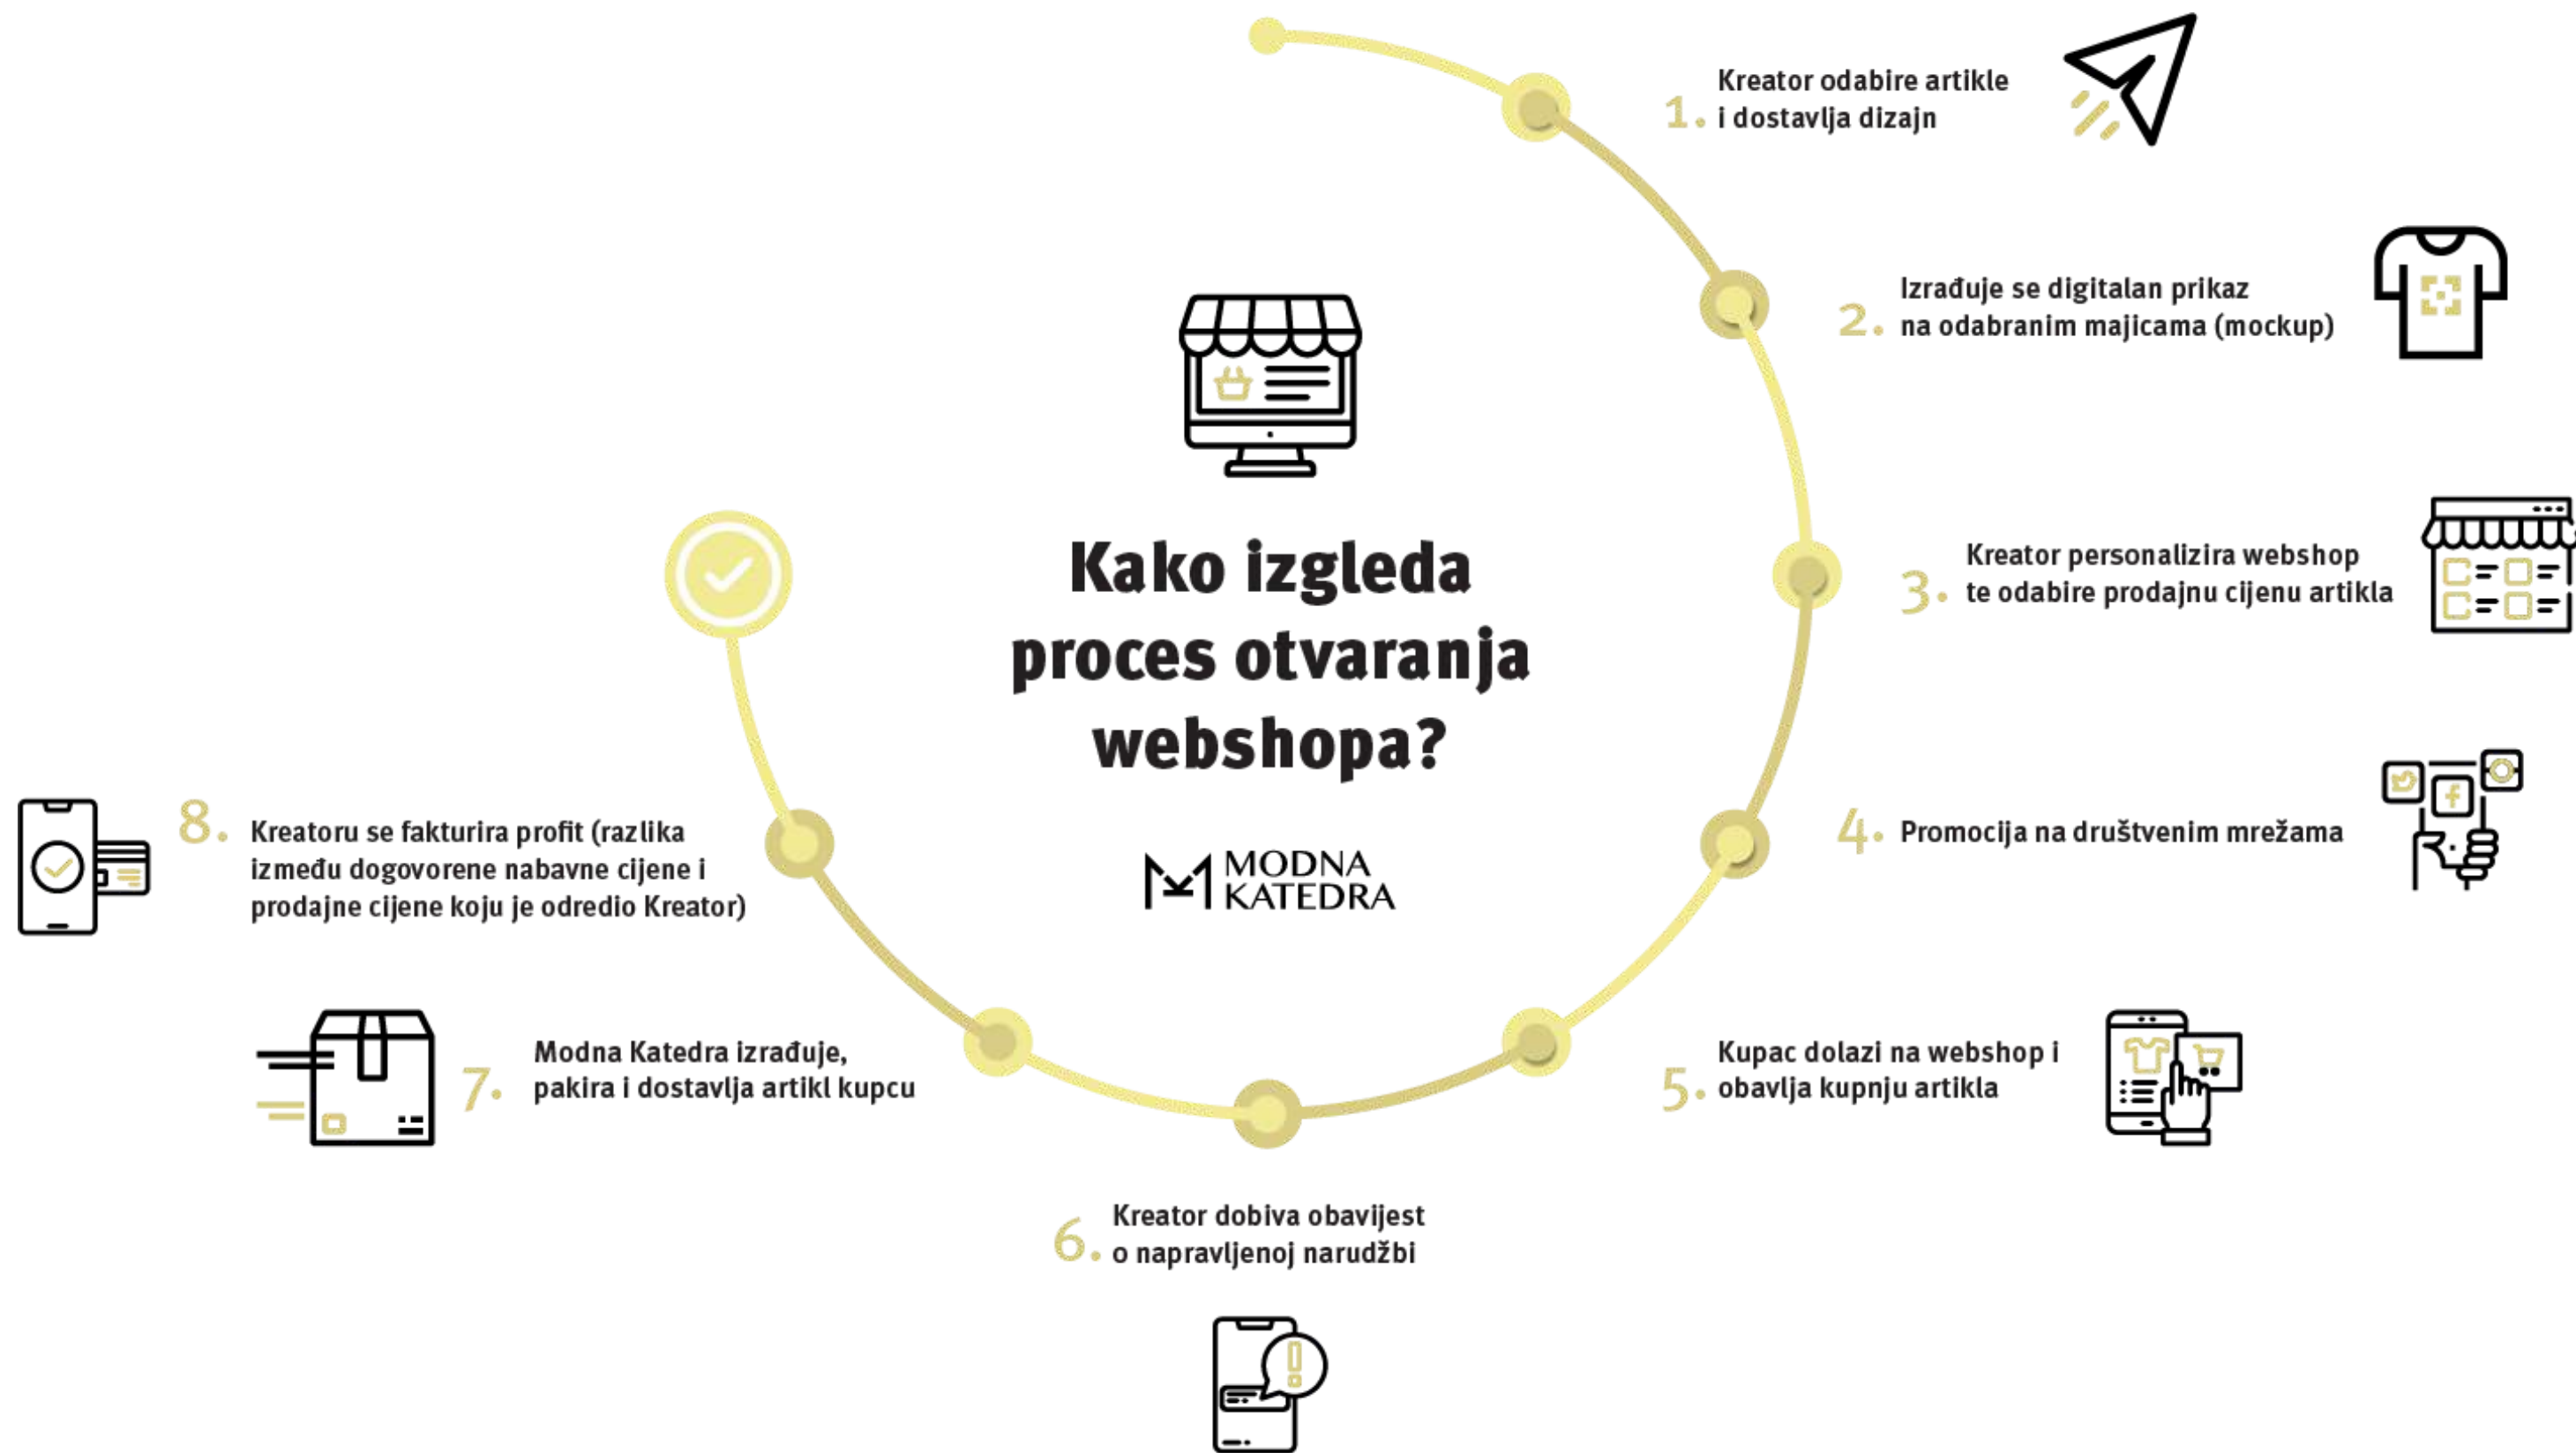 Kako izgleda
proces otvaranja
webshopa?
MODNA
KATEDRA
1. Kreator odabire artikle
i dostavlja dizajn
2. Izrađuje se digitalan prikaz
na odabranim majicama (mockup)
3. Kreator personalizira webshop
te odabire prodajnu cijenu artikla
4. Promocija na društvenim mrežama
5. Kupac dolazi na webshop i
obavlja kupnju artikla
6. Kreator dobiva obavijest
o napravljenoj narudžbi
7. Modna Katedra izrađuje,
pakira i dostavlja artikl kupcu
8. Kreatoru se fakturira profit (razlika
između dogovorene nabavne cijene i
prodajne cijene koju je odredio Kreator)